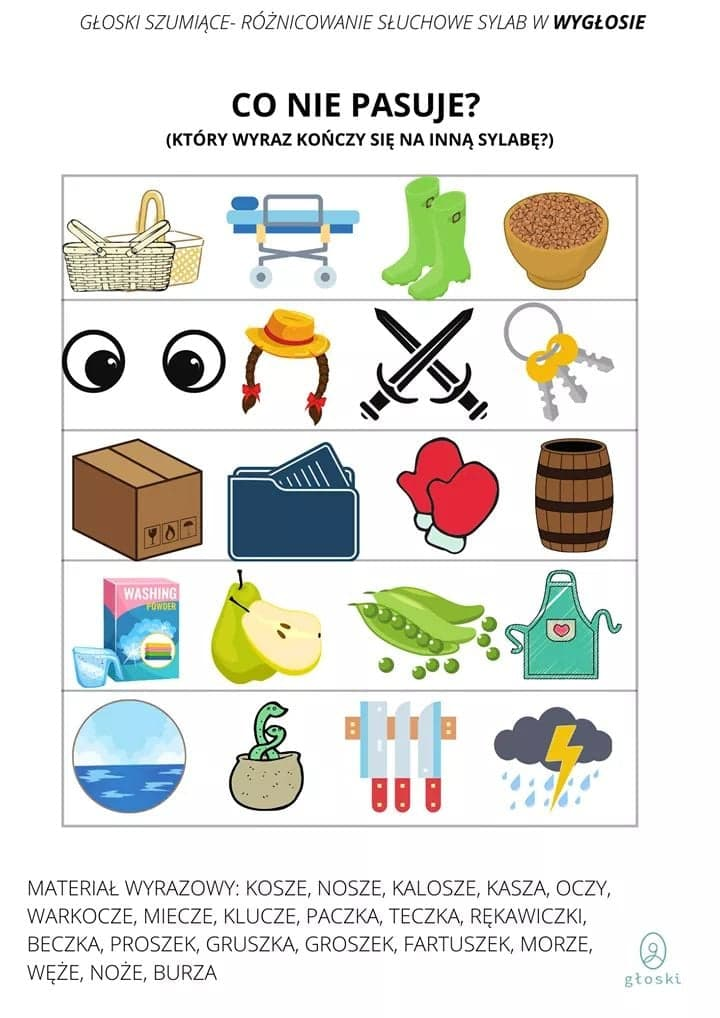 GŁOSKI SZUMIĄCE- RÓŻNICOWANIE SŁUCHOWE SYLAB W WYGŁOSIE
CO NIE PASUJE?
(KTÓRY WYRAZ KOŃCZY SIĘ NA INNĄ SYLABĘ?)
WASHING
POWDER
MATERIAŁ WYRAZOWY: KOSZE, NOSZE, KALOSZE, KASZA, OCZY,
WARKOCZE, MIECZE, KLUCZE, PACZKA, TECZKA, RĘKAWICZKI,
BECZKA, PROSZEK, GRUSZKA, GROSZEK, FARTUSZEK, MORZE,
WĘŻE, NOŻE, BURZA
głoski